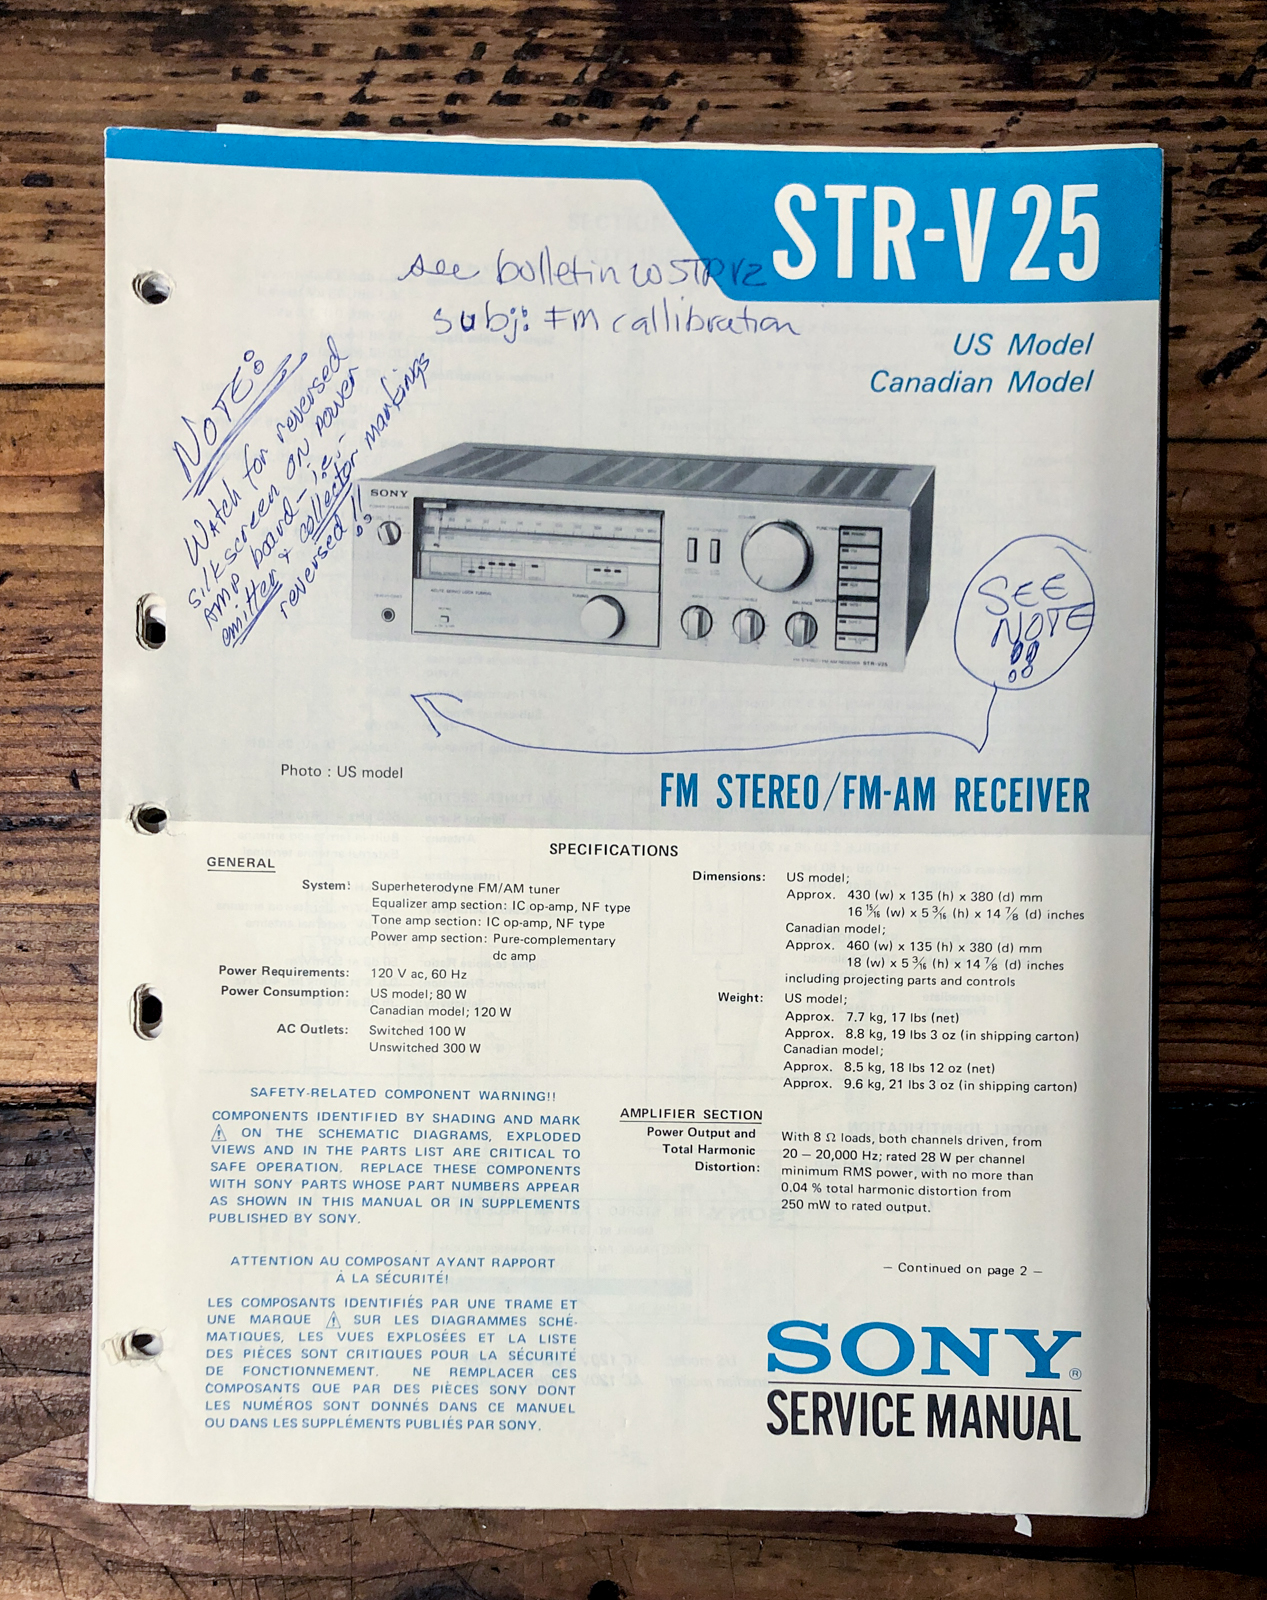 STR-V25
see bulletin WSTRV2
subj: FM callibration
US Model
Canadian Model
NOTE:
Watch for reversed
silkscreen on power
Amp board - ie:
emitter & collector markings
reversed!!
SONY
TUNING
VOLUME
BALANCE
FUNCTION
STR-V25
SEE
NOTE
!!
Photo : US model
FM STEREO/FM-AM RECEIVER
SPECIFICATIONS
GENERAL
System: Superheterodyne FM/AM tuner
Equalizer amp section: IC op-amp, NF type
Tone amp section: IC op-amp, NF type
Power amp section: Pure-complementary
dc amp
Power Requirements: 120 V ac, 60 Hz
Power Consumption: US model; 80 W
Canadian model; 120 W
AC Outlets: Switched 100 W
Unswitched 300 W
SAFETY-RELATED COMPONENT WARNING!!
COMPONENTS IDENTIFIED BY SHADING AND MARK
⚠ ON THE SCHEMATIC DIAGRAMS, EXPLODED
VIEWS AND IN THE PARTS LIST ARE CRITICAL TO
SAFE OPERATION. REPLACE THESE COMPONENTS
WITH SONY PARTS WHOSE PART NUMBERS APPEAR
AS SHOWN IN THIS MANUAL OR IN SUPPLEMENTS
PUBLISHED BY SONY.
ATTENTION AU COMPOSANT AYANT RAPPORT
À LA SÉCURITÉ!
LES COMPOSANTS IDENTIFIÉS PAR UNE TRAME ET
UNE MARQUE ⚠ SUR LES DIAGRAMMES SCHÉ-
MATIQUES, LES VUES EXPLOSÉES ET LA LISTE
DES PIÈCES SONT CRITIQUES POUR LA SÉCURITÉ
DE FONCTIONNEMENT. NE REMPLACER CES
COMPOSANTS QUE PAR DES PIÈCES SONY DONT
LES NUMÉROS SONT DONNÉS DANS CE MANUEL
OU DANS LES SUPPLÉMENTS PUBLIÉS PAR SONY.
Dimensions: US model;
Approx. 430 (w) x 135 (h) x 380 (d) mm
16 15/16 (w) x 5 3/16 (h) x 14 7/8 (d) inches
Canadian model;
Approx. 460 (w) x 135 (h) x 380 (d) mm
18 (w) x 5 3/16 (h) x 14 7/8 (d) inches
including projecting parts and controls
Weight: US model;
Approx. 7.7 kg, 17 lbs (net)
Approx. 8.8 kg, 19 lbs 3 oz (in shipping carton)
Canadian model;
Approx. 8.5 kg, 18 lbs 12 oz (net)
Approx. 9.6 kg, 21 lbs 3 oz (in shipping carton)
AMPLIFIER SECTION
Power Output and Total Harmonic Distortion: With 8 Ω loads, both channels driven, from
20 – 20,000 Hz; rated 28 W per channel
minimum RMS power, with no more than
0.04 % total harmonic distortion from
250 mW to rated output.
– Continued on page 2 –
SONY®
SERVICE MANUAL